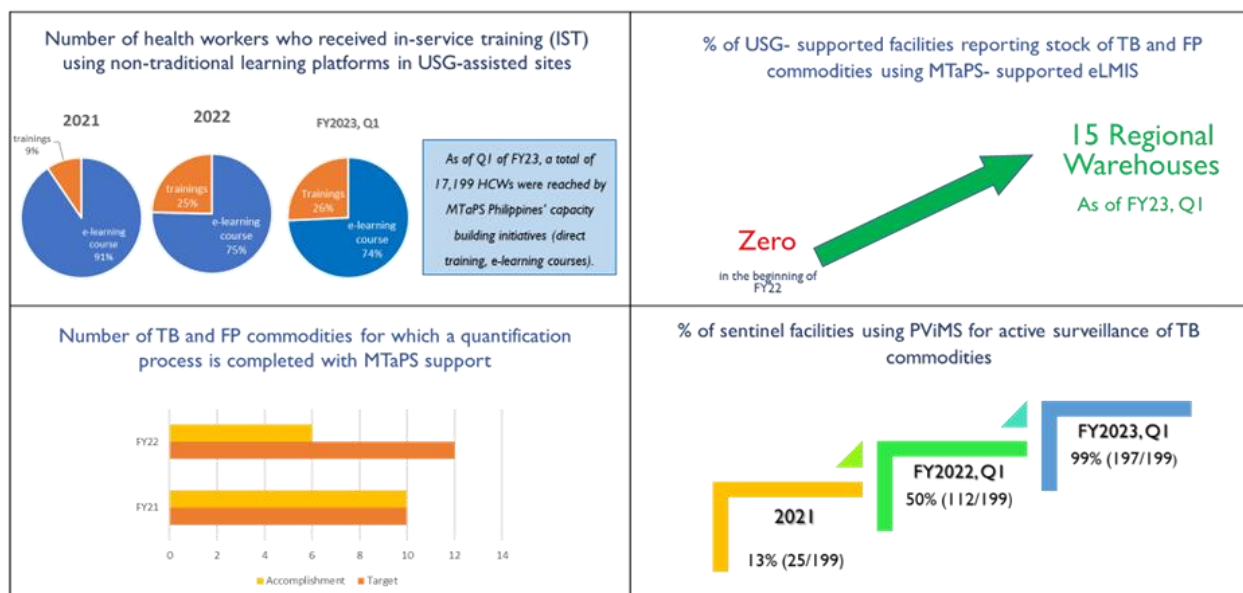 Number of health workers who received in-service training (IST)
using non-traditional learning platforms in USG-assisted sites
2021
trainings
9%
e-learning
course
91%
2022
trainings
25%
e-learning
course
75%
FY2023, Q1
Trainings
26%
e-learning
course
74%
As of Q1 of FY23, a total of
17,199 HCWs were reached by
MTaPS Philippines' capacity
building initiatives (direct
training, e-learning courses).
% of USG- supported facilities reporting stock of TB and FP
commodities using MTaPS- supported eLMIS
15 Regional
Warehouses
As of FY23, Q1
Zero
in the beginning of
FY22
Number of TB and FP commodities for which a quantification
process is completed with MTaPS support
FY22
FY21
0 2 4 6 8 10 12 14
Accomplishment Target
% of sentinel facilities using PViMS for active surveillance of TB
commodities
2021
13% (25/199)
FY2022, Q1
50% (112/199)
FY2023, Q1
99% (197/199)